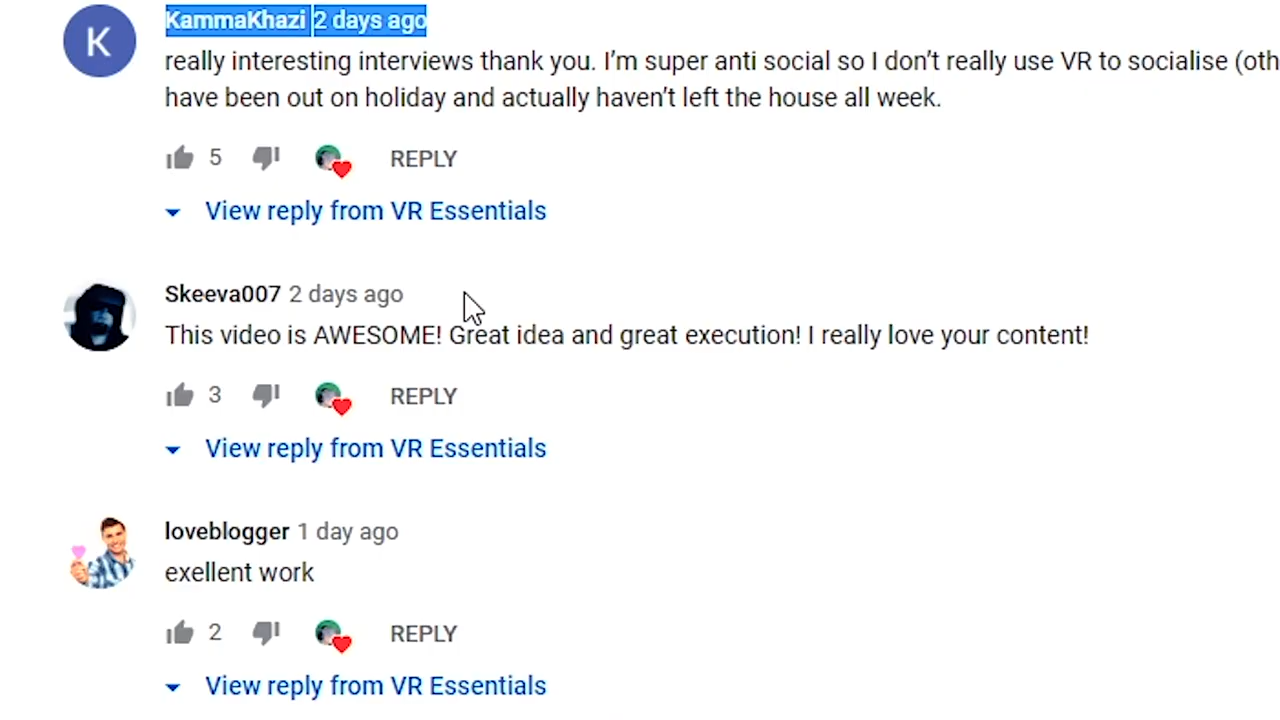 K
KammaKhazi 2 days ago
really interesting interviews thank you. I'm super anti social so I don't really use VR to socialise (oth
have been out on holiday and actually haven't left the house all week.
5 REPLY
View reply from VR Essentials
Skeeva007 2 days ago
This video is AWESOME! Great idea and great execution! I really love your content!
3 REPLY
View reply from VR Essentials
loveblogger 1 day ago
exellent work
2 REPLY
View reply from VR Essentials